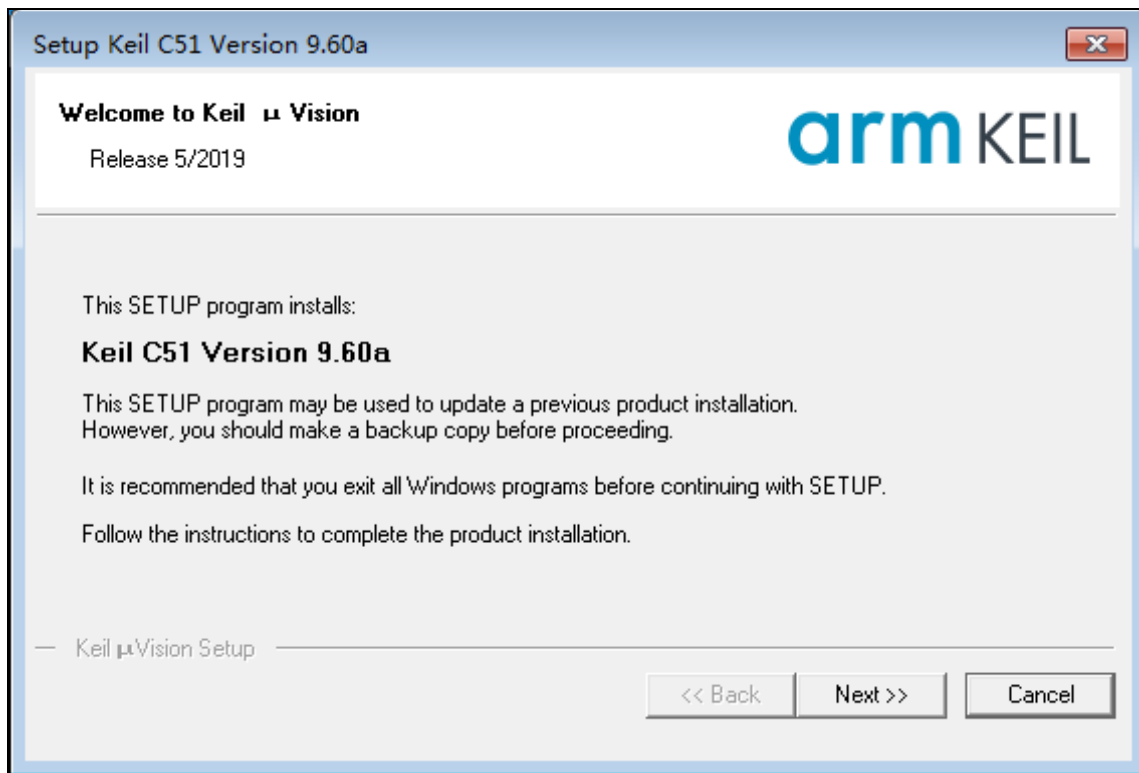 Setup Keil C51 Version 9.60a
Welcome to Keil μ Vision
Release 5/2019
arm KEIL
This SETUP program installs:
Keil C51 Version 9.60a
This SETUP program may be used to update a previous product installation.
However, you should make a backup copy before proceeding.
It is recommended that you exit all Windows programs before continuing with SETUP.
Follow the instructions to complete the product installation.
Keil μVision Setup
<< Back
Next >>
Cancel